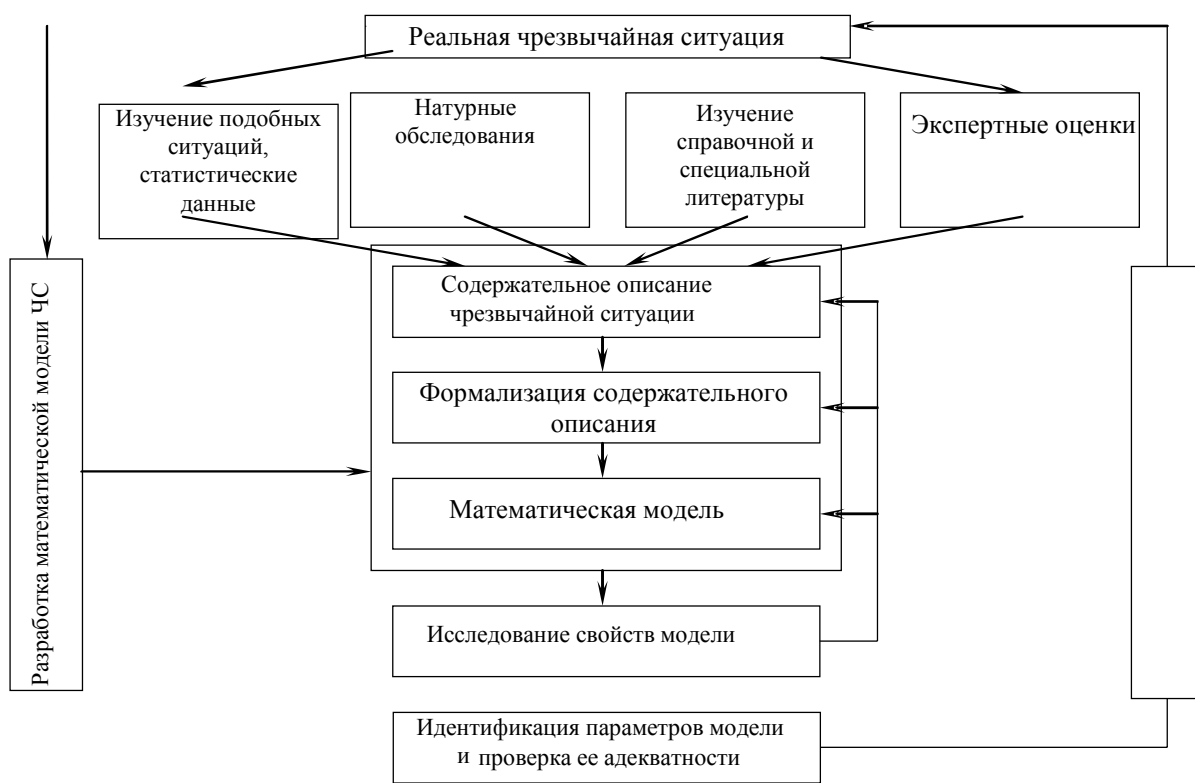 Реальная чрезвычайная ситуация
Изучение подобных
ситуаций,
статистические
данные
Натурные
обследования
Изучение
справочной и
специальной
литературы
Экспертные оценки
Разработка математической модели ЧС
Содержательное описание
чрезвычайной ситуации
Формализация содержательного
описания
Математическая модель
Исследование свойств модели
Идентификация параметров модели
и проверка ее адекватности